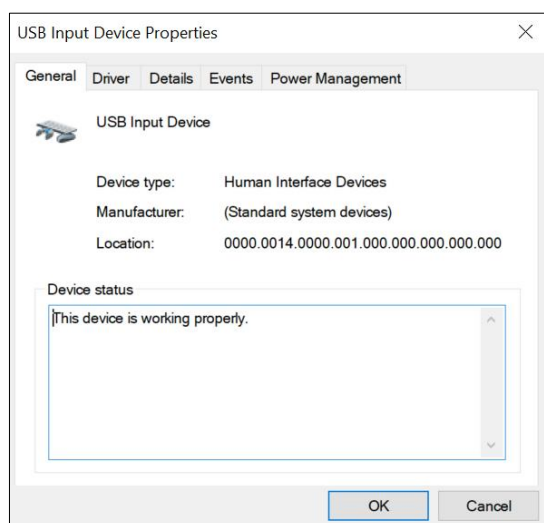 USB Input Device Properties
General Driver Details Events Power Management
USB Input Device
Device type: Human Interface Devices
Manufacturer: (Standard system devices)
Location: 0000.0014.0000.001.000.000.000.000.000
Device status
This device is working properly.
OK Cancel